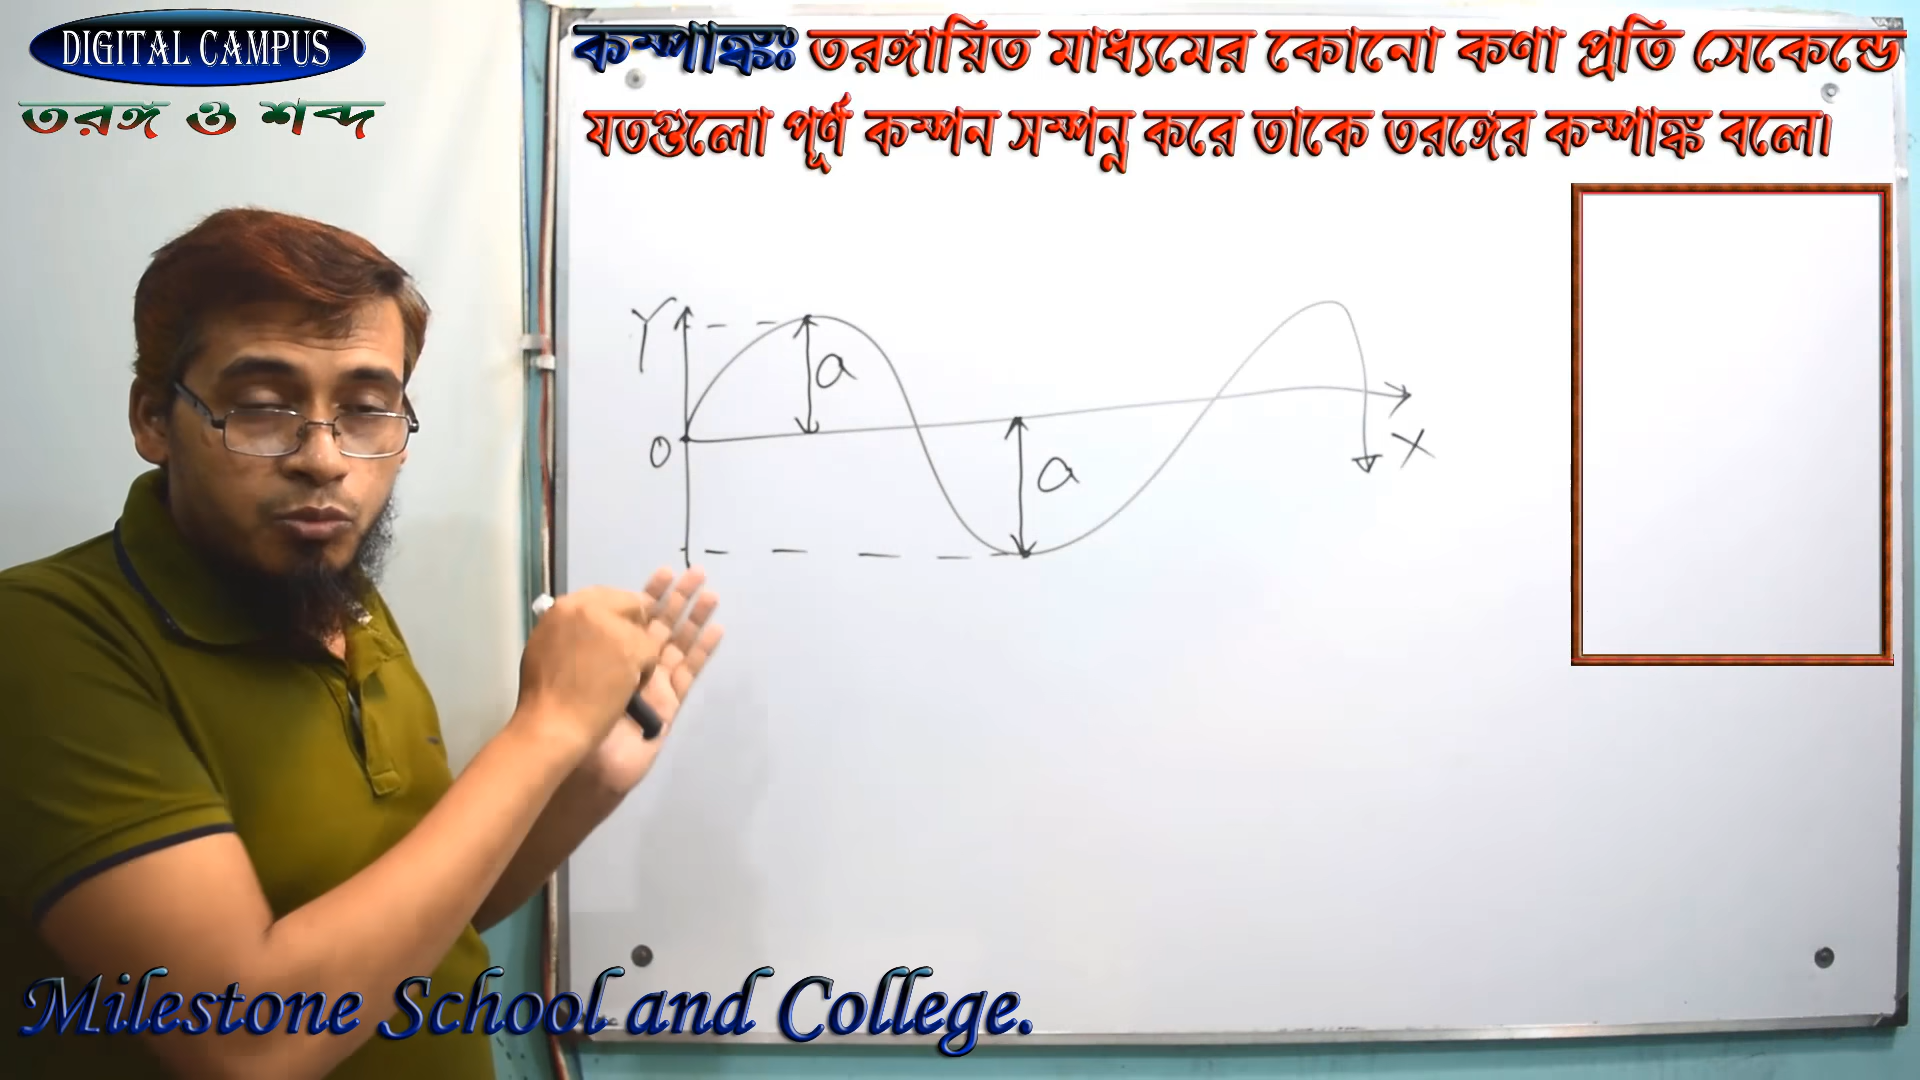 DIGITAL CAMPUS
তরঙ্গ ও শব্দ
কম্পাঙ্কঃ তরঙ্গায়িত মাধ্যমের কোনো কণা প্রতি সেকেন্ডে
যতগুলো পূর্ণ কম্পন সম্পন্ন করে তাকে তরঙ্গের কম্পাঙ্ক বলে।
Y
a
O
a
X
Milestone School and College.